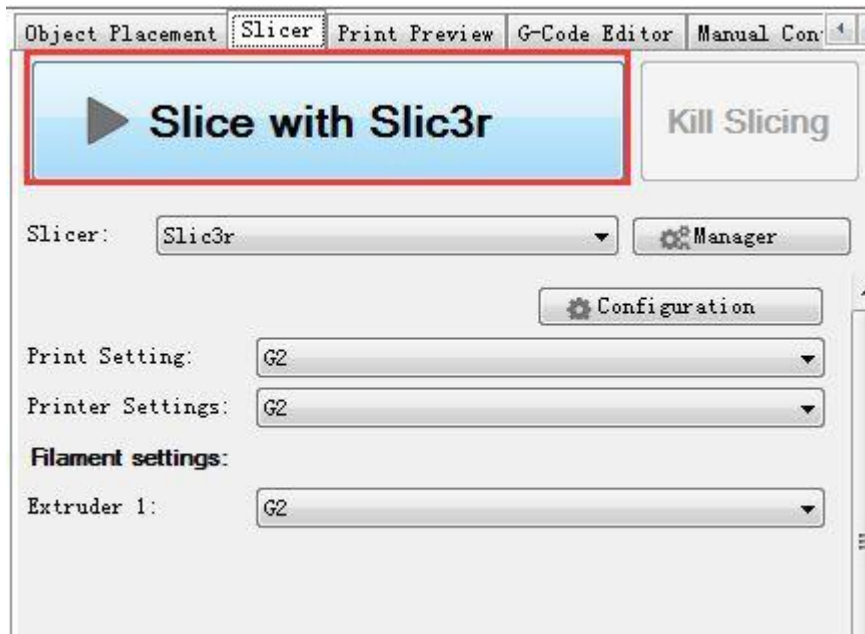 Object Placement Slicer Print Preview G-Code Editor Manual Con
Slice with Slic3r Kill Slicing
Slicer: Slic3r Manager
Configuration
Print Setting: G2
Printer Settings: G2
Filament settings:
Extruder 1: G2